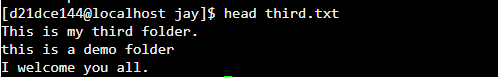 [d21dce144@localhost jay]$ head third.txt
This is my third folder.
this is a demo folder
I welcome you all.